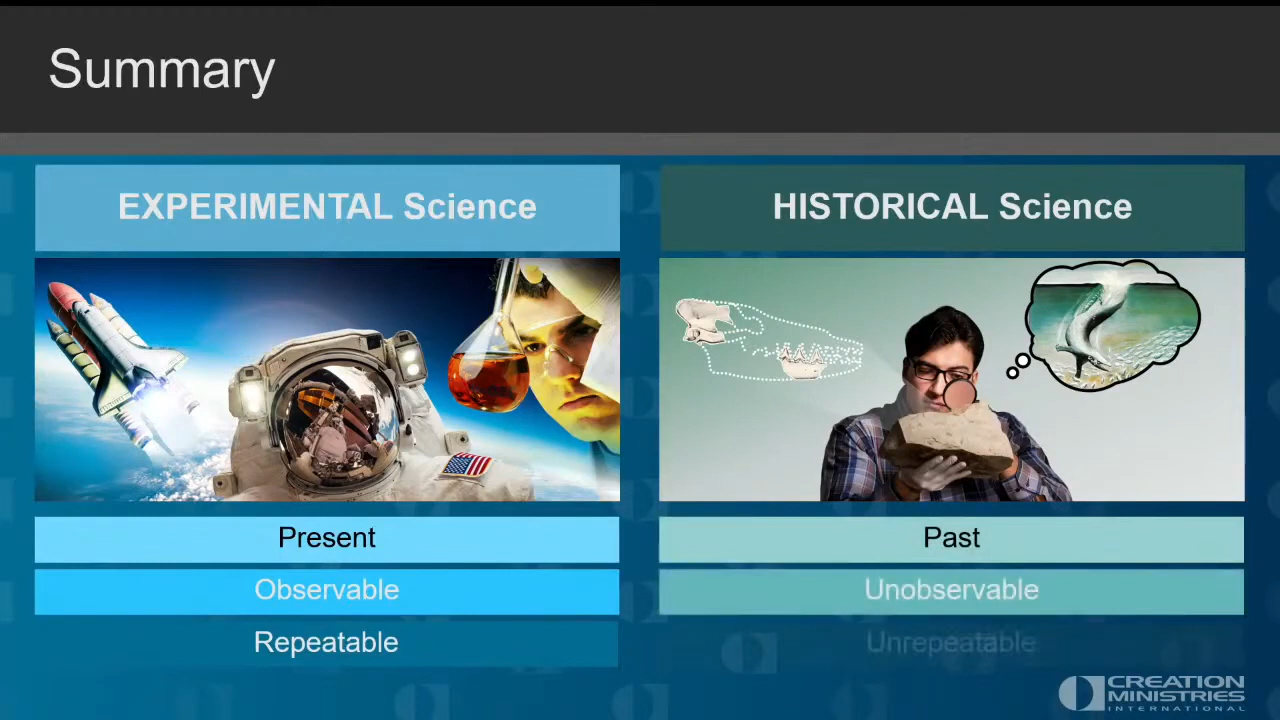 Summary
EXPERIMENTAL Science
HISTORICAL Science
Present
Past
Observable
Unobservable
Repeatable
Unrepeatable
CREATION
MINISTRIES
INTERNATIONAL